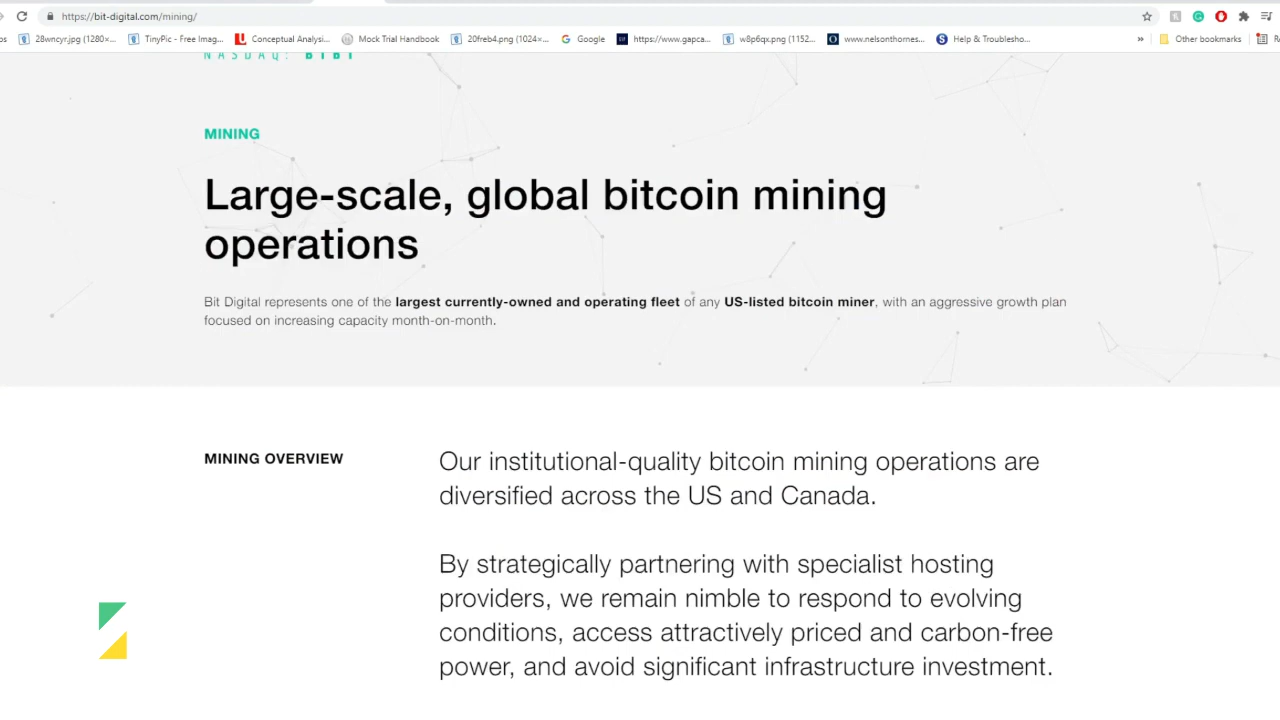 https://bit-digital.com/mining/
28wncyr.jpg (1280×...
TinyPic - Free Imag...
Conceptual Analysi...
Mock Trial Handbook
20freb4.png (1024×...
Google
https://www.gapca...
w8p6qx.png (1152...
www.nelsonthornes...
Help & Troublesho...
»
Other bookmarks
NASDAQ: BTBT
MINING
Large-scale, global bitcoin mining
operations
Bit Digital represents one of the largest currently-owned and operating fleet of any US-listed bitcoin miner, with an aggressive growth plan
focused on increasing capacity month-on-month.
MINING OVERVIEW
Our institutional-quality bitcoin mining operations are
diversified across the US and Canada.
By strategically partnering with specialist hosting
providers, we remain nimble to respond to evolving
conditions, access attractively priced and carbon-free
power, and avoid significant infrastructure investment.